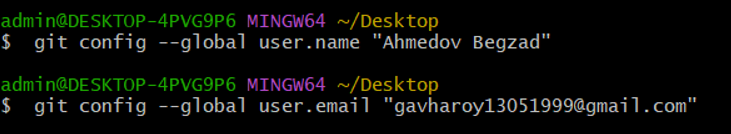 admin@DESKTOP-4PVG9P6 MINGW64 ~/Desktop
$ git config --global user.name "Ahmedov Begzad"
admin@DESKTOP-4PVG9P6 MINGW64 ~/Desktop
$ git config --global user.email "gavharoy13051999@gmail.com"